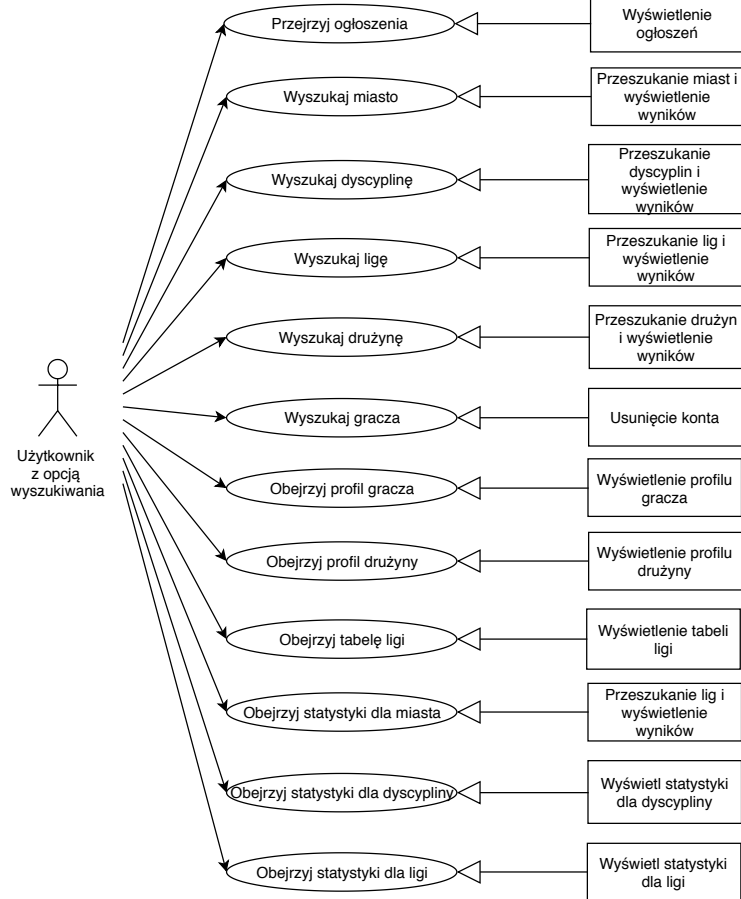 Przejrzyj ogłoszenia
Wyświetlenie
ogłoszeń
Wyszukaj miasto
Przeszukanie miast i
wyświetlenie
wyników
Wyszukaj dyscyplinę
Przeszukanie
dyscyplin i
wyświetlenie
wyników
Wyszukaj ligę
Przeszukanie lig i
wyświetlenie
wyników
Wyszukaj drużynę
Przeszukanie drużyn
i wyświetlenie
wyników
Użytkownik
z opcją
wyszukiwania
Wyszukaj gracza
Usunięcie konta
Obejrzyj profil gracza
Wyświetlenie profilu
gracza
Obejrzyj profil drużyny
Wyświetlenie profilu
drużyny
Obejrzyj tabelę ligi
Wyświetlenie tabeli
ligi
Obejrzyj statystyki dla miasta
Przeszukanie lig i
wyświetlenie
wyników
Obejrzyj statystyki dla dyscypliny
Wyświetl statystyki
dla dyscypliny
Obejrzyj statystyki dla ligi
Wyświetl statystyki
dla ligi